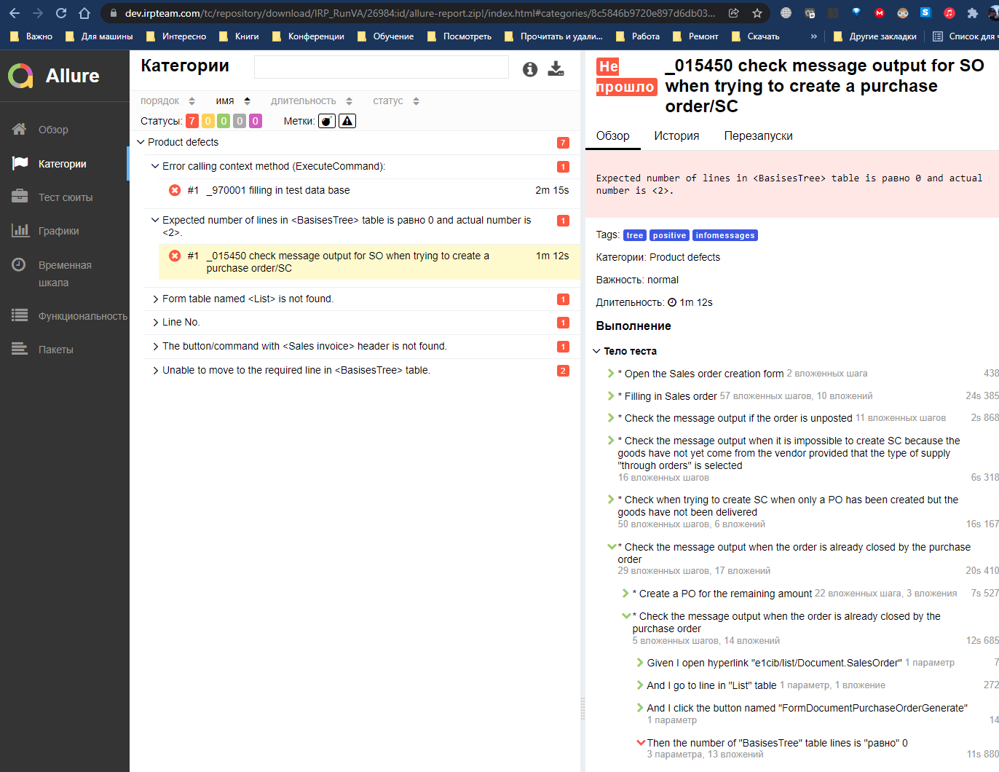 dev.irpteam.com/tc/repository/download/IRP_RunVA/26984:id/allure-report.zip!/index.html#categories/8c5846b9720e897d6db03...
Важно
Для машины
Интересно
Книги
Конференции
Обучение
Посмотреть
Прочитать и удали...
Работа
Ремонт
Скачать
»
Другие закладки
Список для ч
Allure
Обзор
Категории
Тест сюиты
Графики
Временная
шкала
Функциональность
Пакеты
Категории
порядок имя длительность статус
Статусы: 7 0 0 0 0 Метки:
Product defects 7
Error calling context method (ExecuteCommand): 1
#1 _970001 filling in test data base 2m 15s
Expected number of lines in <BasisesTree> table is равно 0 and actual number is 1
<2>.
#1 _015450 check message output for SO when trying to create a 1m 12s
purchase order/SC
Form table named <List> is not found. 1
Line No. 1
The button/command with <Sales invoice> header is not found. 1
Unable to move to the required line in <BasisesTree> table. 2
Не
прошло
_015450 check message output for SO
when trying to create a purchase
order/SC
Обзор История Перезапуски
Expected number of lines in <BasisesTree> table is равно 0 and actual
number is <2>.
Tags: tree positive infomessages
Категории: Product defects
Важность: normal
Длительность: 1m 12s
Выполнение
Тело теста
* Open the Sales order creation form 2 вложенных шага 438
* Filling in Sales order 57 вложенных шагов, 10 вложений 24s 385
* Check the message output if the order is unposted 11 вложенных шагов 2s 868
* Check the message output when it is impossible to create SC because the
goods have not yet come from the vendor provided that the type of supply
"through orders" is selected
16 вложенных шагов 6s 318
* Check when trying to create SC when only a PO has been created but the
goods have not been delivered
50 вложенных шагов, 6 вложений 16s 167
* Check the message output when the order is already closed by the purchase
order
29 вложенных шагов, 17 вложений 20s 410
* Create a PO for the remaining amount 22 вложенных шага, 3 вложения 7s 527
* Check the message output when the order is already closed by the
purchase order
5 вложенных шагов, 14 вложений 12s 685
Given I open hyperlink "e1cib/list/Document.SalesOrder" 1 параметр 7
And I go to line in "List" table 1 параметр, 1 вложение 272
And I click the button named "FormDocumentPurchaseOrderGenerate"
1 параметр 14
Then the number of "BasisesTree" table lines is "равно" 0
3 параметра, 13 вложений 11s 880